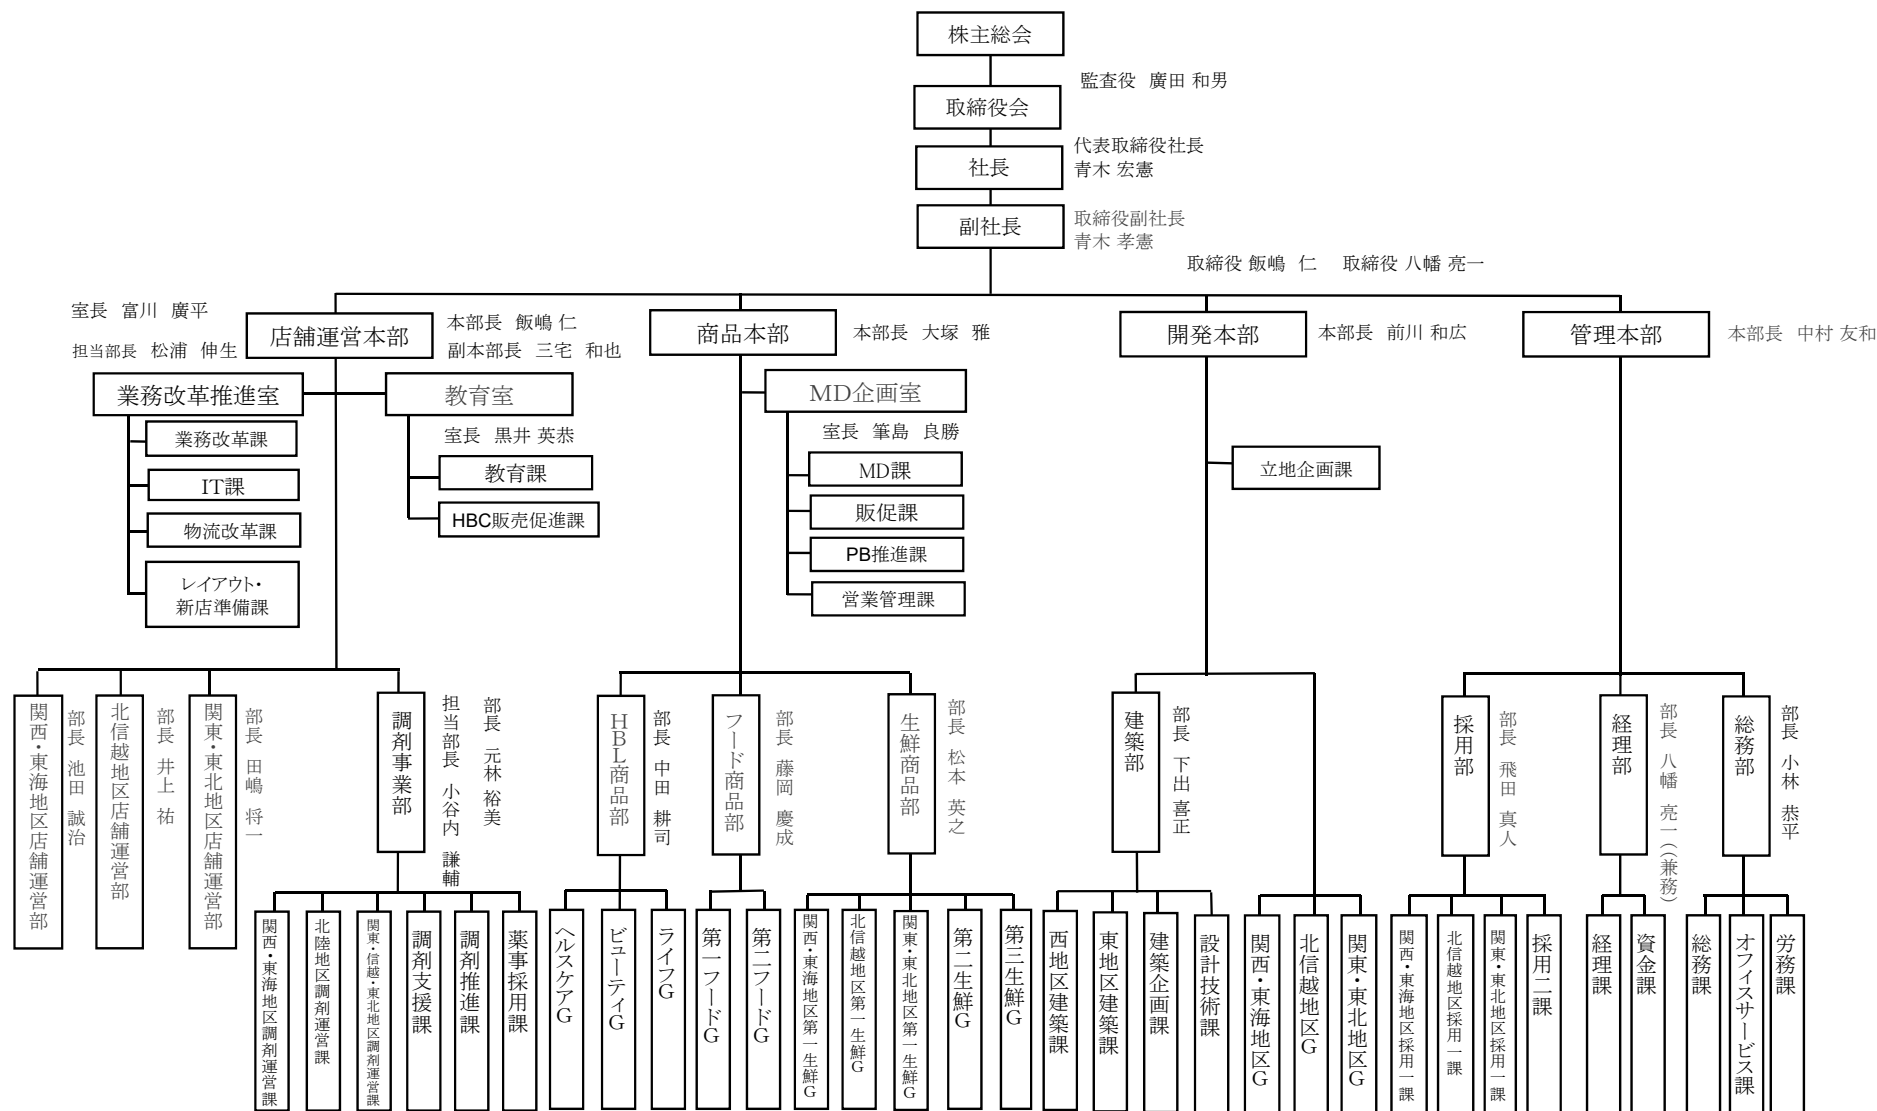 株主総会
監査役 廣田 和男
取締役会
代表取締役社長
青木 宏憲
社長
取締役副社長
青木 孝憲
副社長
取締役 飯嶋 仁 取締役 八幡 亮一
室長 富川 廣平
担当部長 松浦 伸生
店舗運営本部
本部長 飯嶋 仁
副本部長 三宅 和也
商品本部
本部長 大塚 雅
開発本部
本部長 前川 和広
管理本部
本部長 中村 友和
業務改革推進室
業務改革課
IT課
物流改革課
レイアウト・
新店準備課
教育室
室長 黒井 英恭
教育課
HBC販売促進課
MD企画室
室長 筆島 良勝
MD課
販促課
PB推進課
営業管理課
立地企画課
関西・東海地区店舗運営部
部長 池田 誠治
北信越地区店舗運営部
部長 井上 祐
関東・東北地区店舗運営部
部長 田嶋 将一
調剤事業部
担当部長 小谷内 謙輔
部長 元林 裕美
HBL商品部
部長 中田 耕司
フード商品部
部長 藤岡 慶成
生鮮商品部
部長 松本 英之
建築部
部長 下出 喜正
採用部
部長 飛田 真人
経理部
部長 八幡 亮一((兼務)
総務部
部長 小林 恭平
関西・東海地区調剤運営課
北陸地区調剤運営課
関東・信越・東北地区調剤運営課
調剤支援課
調剤推進課
薬事採用課
ヘルスケアG
ビューティG
ライフG
第一フードG
第二フードG
関西・東海地区第一生鮮G
北信越地区第一生鮮G
関東・東北地区第一生鮮G
第二生鮮G
第三生鮮G
西地区建築課
東地区建築課
建築企画課
設計技術課
関西・東海地区G
北信越地区G
関東・東北地区G
関西・東海地区採用一課
北信越地区採用一課
関東・東北地区採用一課
採用二課
経理課
資金課
総務課
オフィスサービス課
労務課